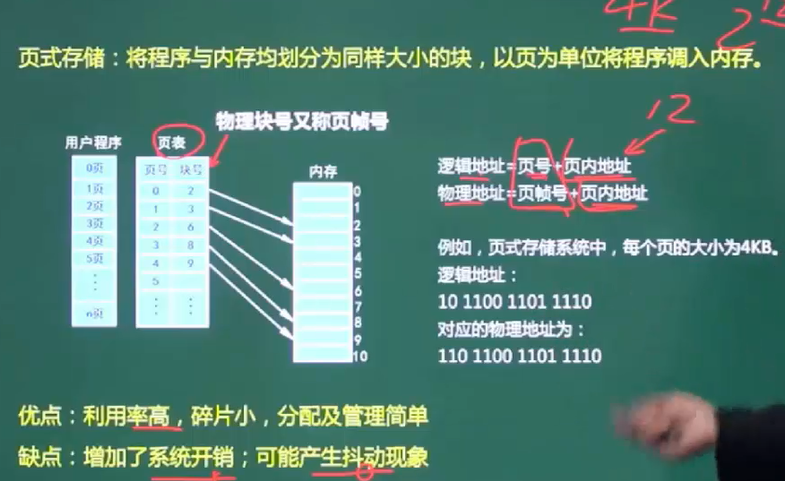 4K 2
页式存储：将程序与内存均划分为同样大小的块，以页为单位将程序调入内存。
12
物理块号又称页帧号
用户程序
0页
1页
2页
3页
4页
5页
⋮
n页
页表
页号 块号
0 2
1 3
2 6
3 8
4 9
5
⋮ ⋮
内存
0
1
2
3
4
5
6
7
8
9
10
逻辑地址=页号+页内地址
物理地址=页帧号+页内地址
例如，页式存储系统中，每个页的大小为4KB。
逻辑地址：
10 1100 1101 1110
对应的物理地址为：
110 1100 1101 1110
优点：利用率高，碎片小，分配及管理简单
缺点：增加了系统开销；可能产生抖动现象